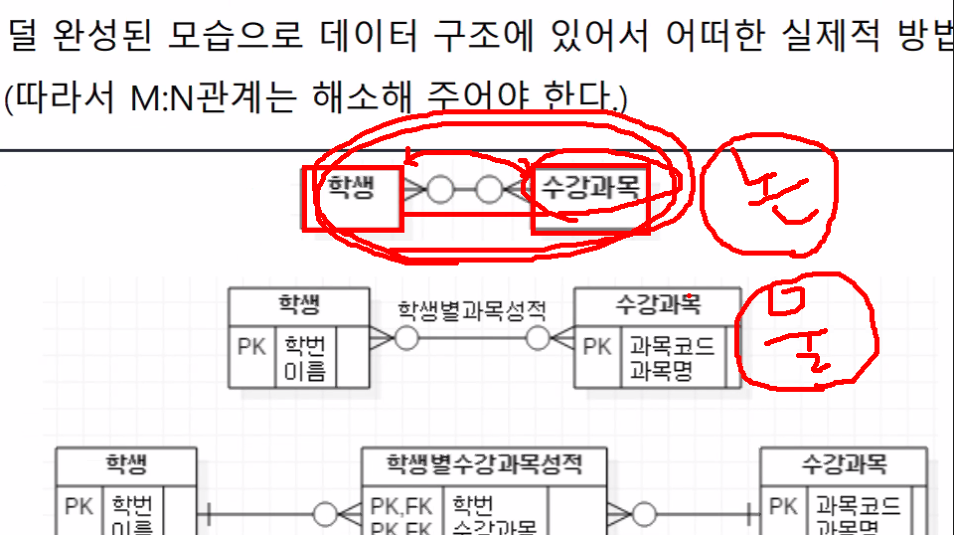 덜 완성된 모습으로 데이터 구조에 있어서 어떠한 실제적 방법
(따라서 M:N관계는 해소해 주어야 한다.)
학생 수강과목 논
학생 학생별과목성적 수강과목 물
PK 학번 PK 과목코드
이름 과목명
학생 학생별수강과목성적 수강과목
PK 학번 PK,FK 학번 PK 과목코드
이름 PK,FK 수강과목 과목명